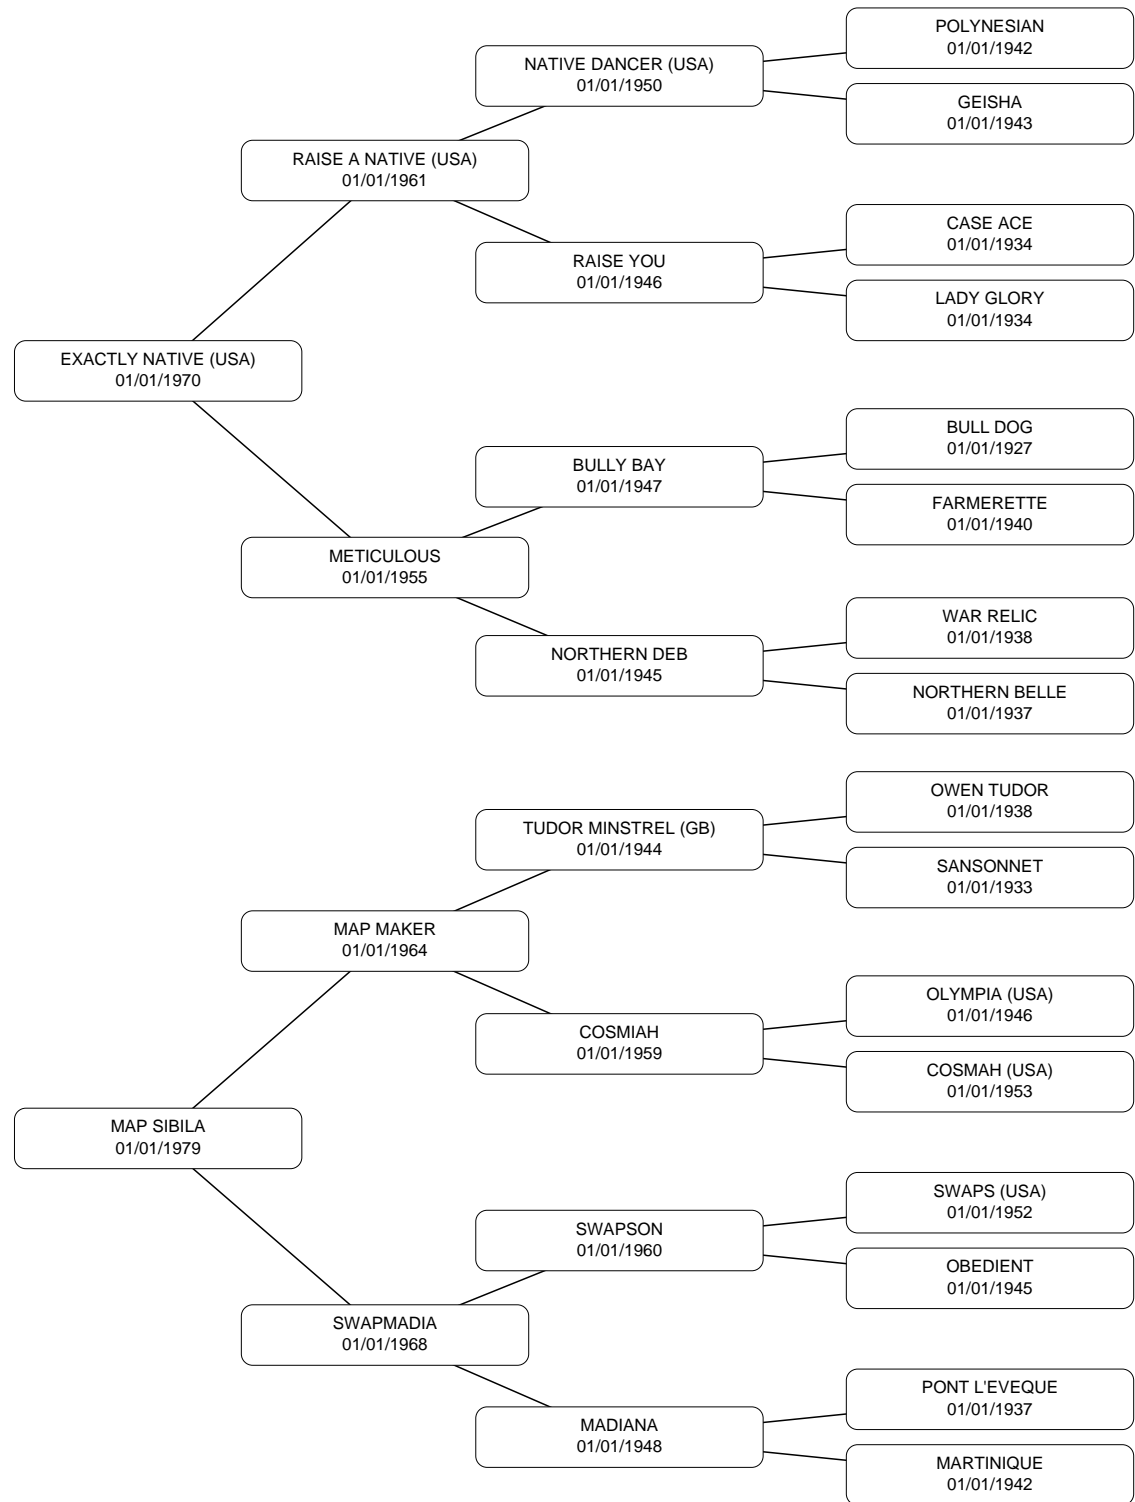 POLYNESIAN
01/01/1942
NATIVE DANCER (USA)
01/01/1950
GEISHA
01/01/1943
RAISE A NATIVE (USA)
01/01/1961
CASE ACE
01/01/1934
RAISE YOU
01/01/1946
LADY GLORY
01/01/1934
EXACTLY NATIVE (USA)
01/01/1970
BULL DOG
01/01/1927
BULLY BAY
01/01/1947
FARMERETTE
01/01/1940
METICULOUS
01/01/1955
WAR RELIC
01/01/1938
NORTHERN DEB
01/01/1945
NORTHERN BELLE
01/01/1937
OWEN TUDOR
01/01/1938
TUDOR MINSTREL (GB)
01/01/1944
SANSONNET
01/01/1933
MAP MAKER
01/01/1964
OLYMPIA (USA)
01/01/1946
COSMIAH
01/01/1959
COSMAH (USA)
01/01/1953
MAP SIBILA
01/01/1979
SWAPS (USA)
01/01/1952
SWAPSON
01/01/1960
OBEDIENT
01/01/1945
SWAPMADIA
01/01/1968
PONT L'EVEQUE
01/01/1937
MADIANA
01/01/1948
MARTINIQUE
01/01/1942